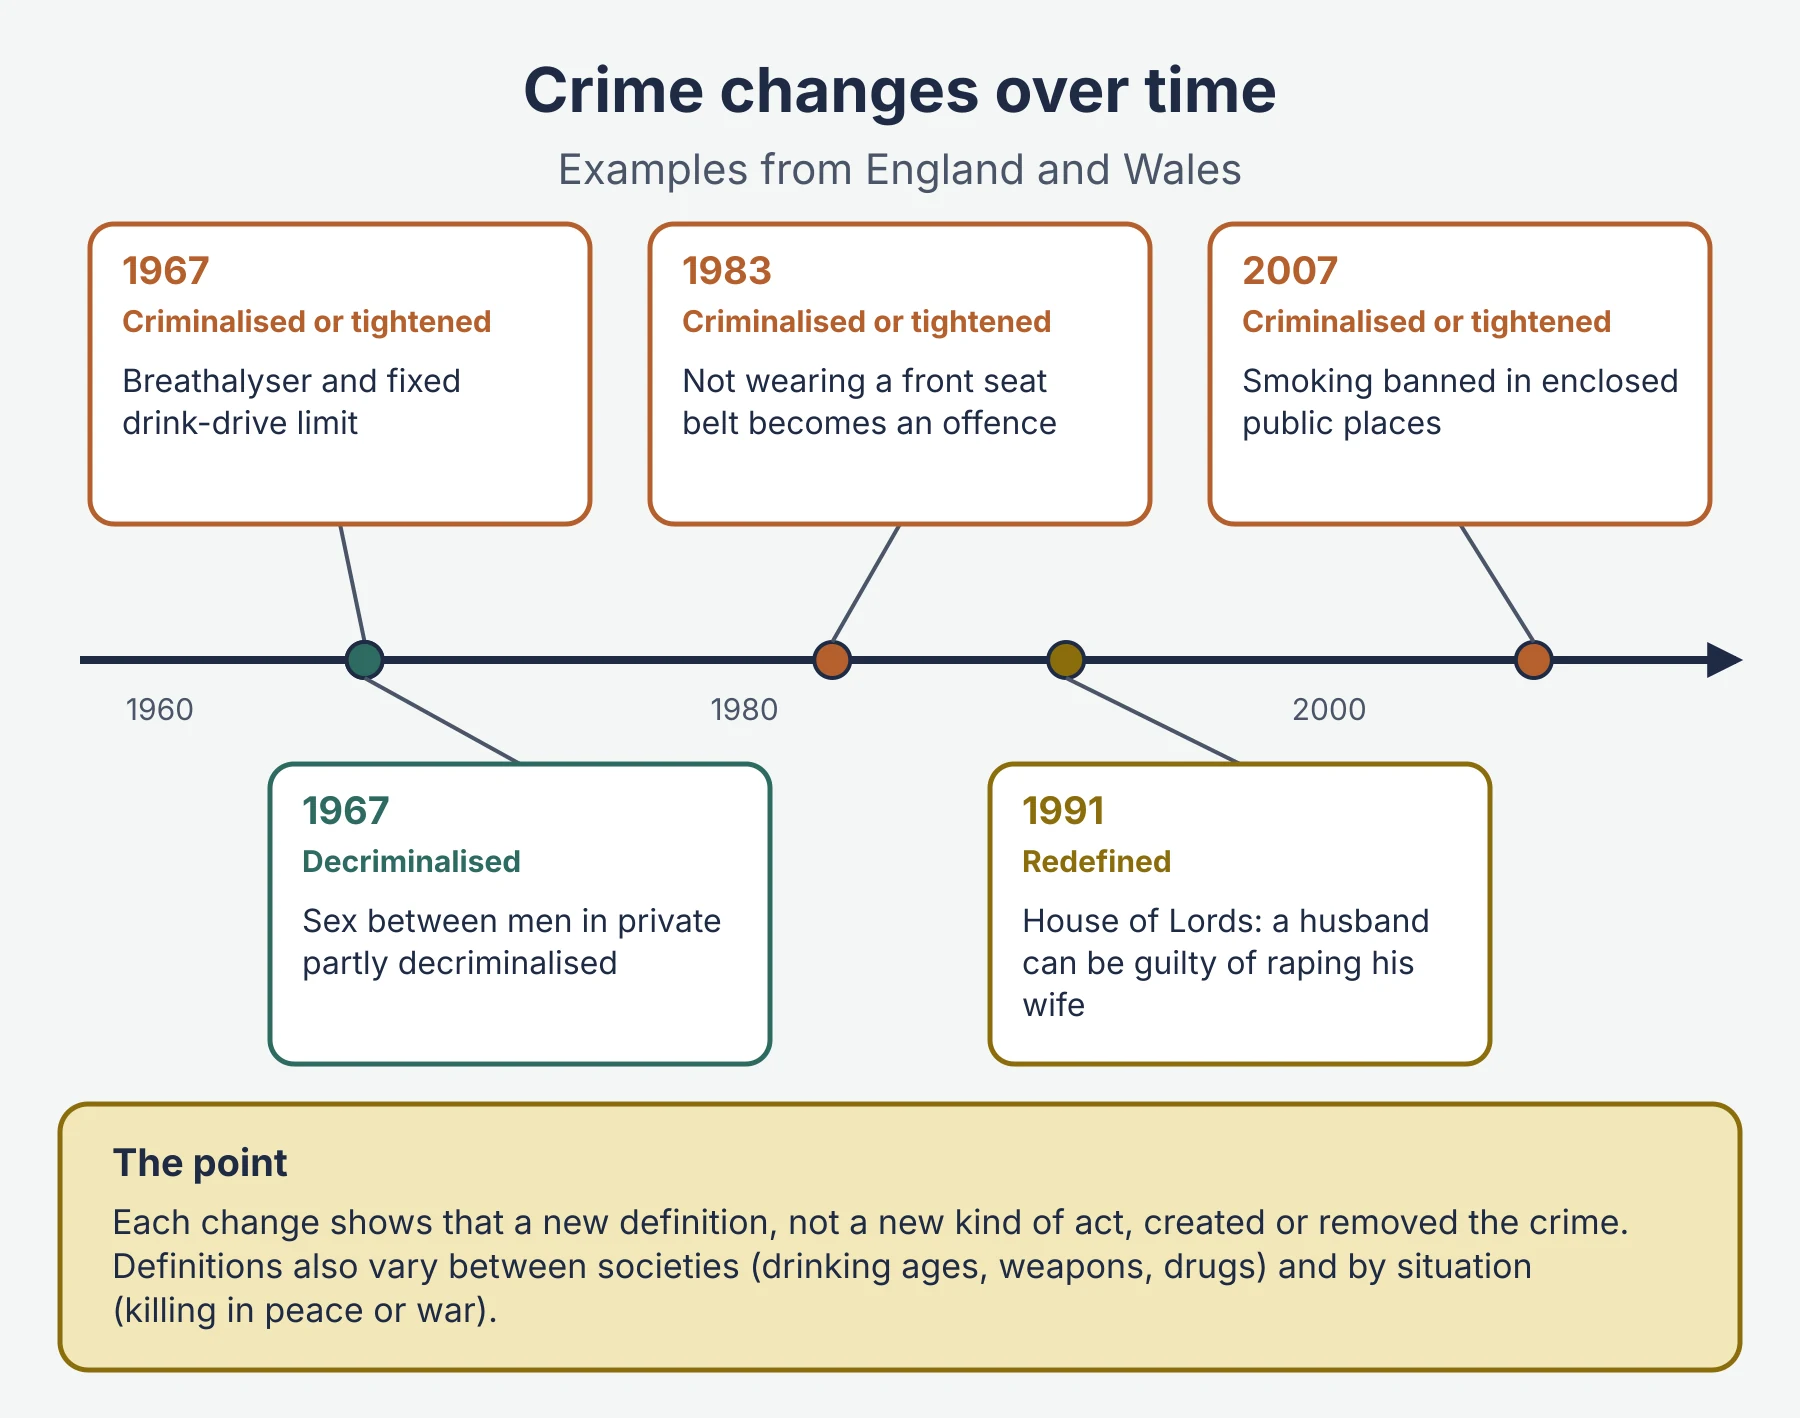 Crime changes over time
Examples from England and Wales
1967
Criminalised or tightened
Breathalyser and fixed
drink-drive limit
1983
Criminalised or tightened
Not wearing a front seat
belt becomes an offence
2007
Criminalised or tightened
Smoking banned in enclosed
public places
1960
1980
2000
1967
Decriminalised
Sex between men in private
partly decriminalised
1991
Redefined
House of Lords: a husband
can be guilty of raping his
wife
The point
Each change shows that a new definition, not a new kind of act, created or removed the crime.
Definitions also vary between societies (drinking ages, weapons, drugs) and by situation
(killing in peace or war).